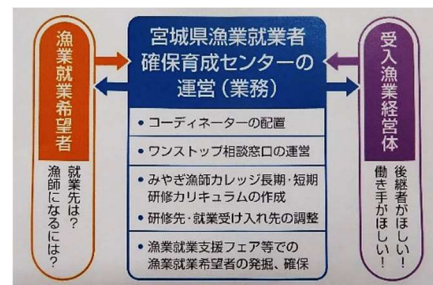 漁業就業希望者
就業先は？
漁師になるには？
宮城県漁業就業者
確保育成センターの
運営（業務）
• コーディネーターの配置
• ワンストップ相談窓口の運営
• みやぎ漁師カレッジ長期・短期
研修カリキュラムの作成
• 研修先・就業受け入れ先の調整
• 漁業就業支援フェア等での
漁業就業希望者の発掘、確保
受入漁業経営体
後継者がほしい！
働き手がほしい！